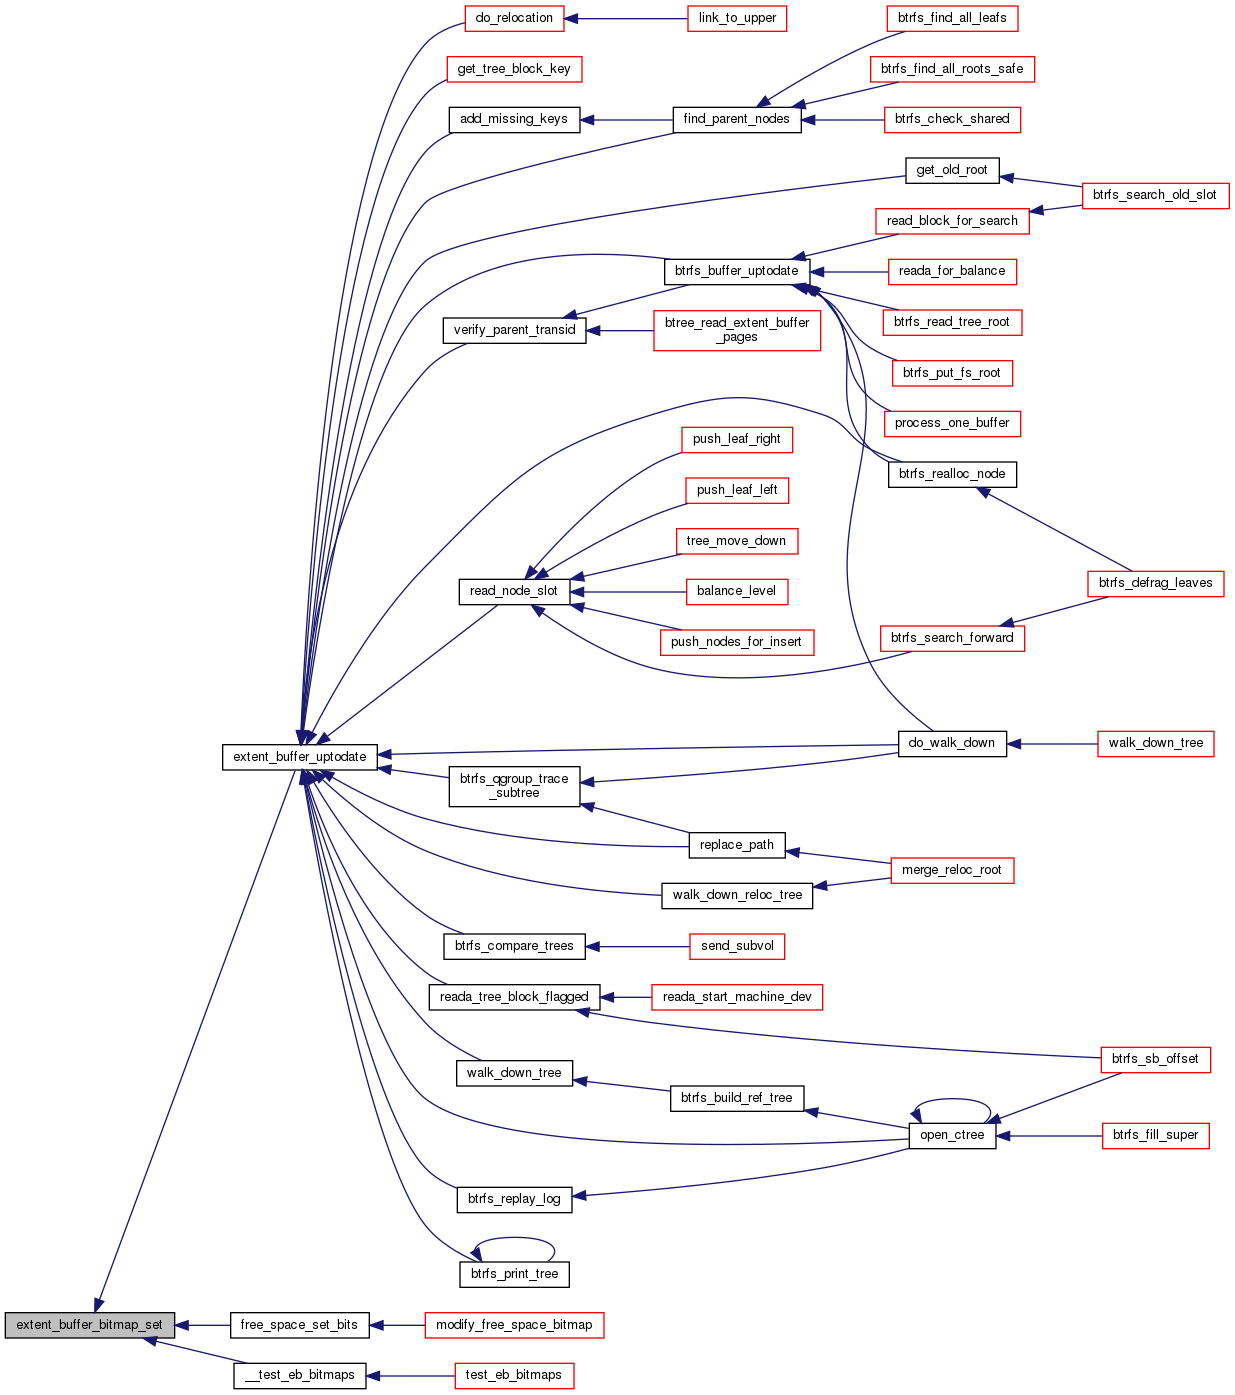 do_relocation
link_to_upper
btrfs_find_all_leafs
get_tree_block_key
btrfs_find_all_roots_safe
add_missing_keys
find_parent_nodes
btrfs_check_shared
get_old_root
btrfs_search_old_slot
read_block_for_search
btrfs_buffer_uptodate
reada_for_balance
verify_parent_transid
btree_read_extent_buffer
_pages
btrfs_read_tree_root
btrfs_put_fs_root
process_one_buffer
push_leaf_right
btrfs_realloc_node
push_leaf_left
tree_move_down
read_node_slot
balance_level
btrfs_defrag_leaves
push_nodes_for_insert
btrfs_search_forward
extent_buffer_uptodate
do_walk_down
walk_down_tree
btrfs_qgroup_trace
_subtree
replace_path
merge_reloc_root
walk_down_reloc_tree
btrfs_compare_trees
send_subvol
reada_tree_block_flagged
reada_start_machine_dev
btrfs_sb_offset
walk_down_tree
btrfs_build_ref_tree
open_ctree
btrfs_fill_super
btrfs_replay_log
btrfs_print_tree
extent_buffer_bitmap_set
free_space_set_bits
modify_free_space_bitmap
__test_eb_bitmaps
test_eb_bitmaps